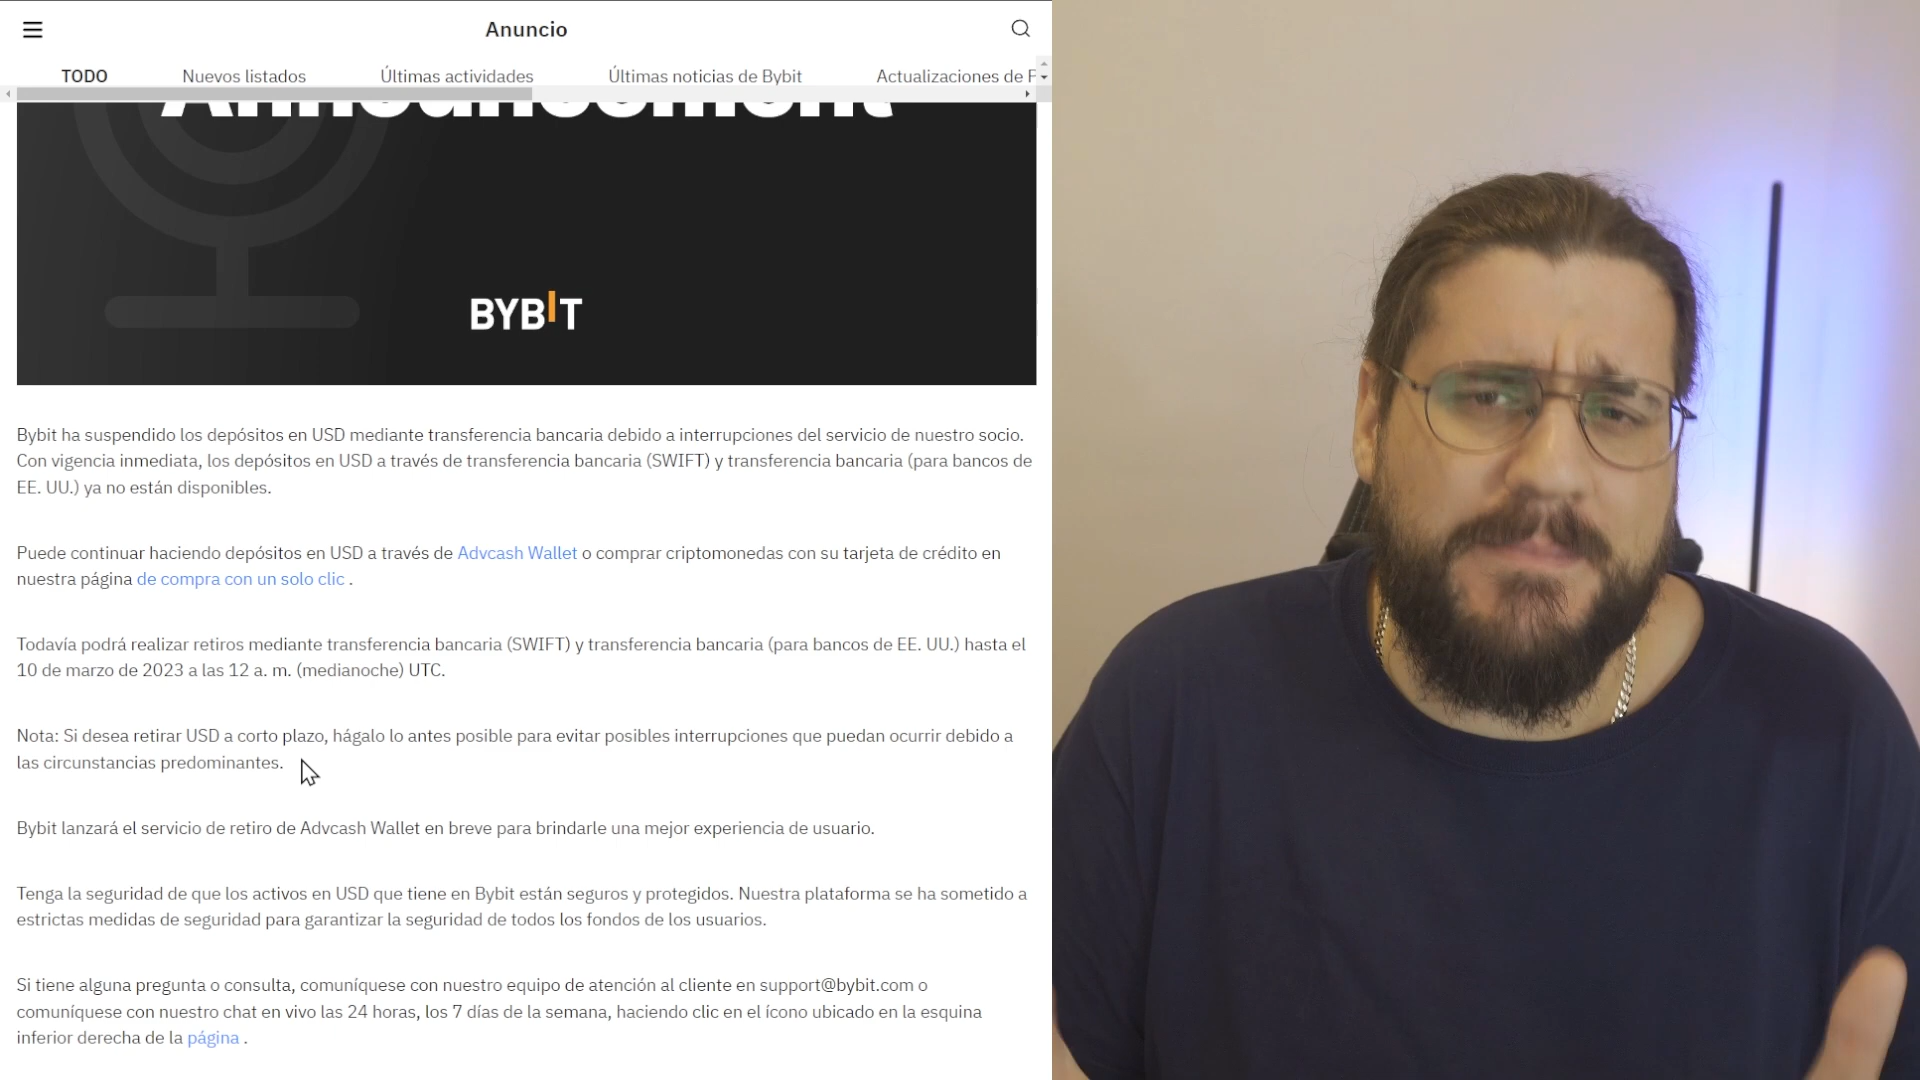 Anuncio
TODO Nuevos listados Últimas actividades Últimas noticias de Bybit Actualizaciones de
Announcement
BYBIT
Bybit ha suspendido los depósitos en USD mediante transferencia bancaria debido a interrupciones del servicio de nuestro socio.
Con vigencia inmediata, los depósitos en USD a través de transferencia bancaria (SWIFT) y transferencia bancaria (para bancos de
EE. UU.) ya no están disponibles.
Puede continuar haciendo depósitos en USD a través de Advcash Wallet o comprar criptomonedas con su tarjeta de crédito en
nuestra página de compra con un solo clic .
Todavía podrá realizar retiros mediante transferencia bancaria (SWIFT) y transferencia bancaria (para bancos de EE. UU.) hasta el
10 de marzo de 2023 a las 12 a. m. (medianoche) UTC.
Nota: Si desea retirar USD a corto plazo, hágalo lo antes posible para evitar posibles interrupciones que puedan ocurrir debido a
las circunstancias predominantes.
Bybit lanzará el servicio de retiro de Advcash Wallet en breve para brindarle una mejor experiencia de usuario.
Tenga la seguridad de que los activos en USD que tiene en Bybit están seguros y protegidos. Nuestra plataforma se ha sometido a
estrictas medidas de seguridad para garantizar la seguridad de todos los fondos de los usuarios.
Si tiene alguna pregunta o consulta, comuníquese con nuestro equipo de atención al cliente en support@bybit.com o
comuníquese con nuestro chat en vivo las 24 horas, los 7 días de la semana, haciendo clic en el ícono ubicado en la esquina
inferior derecha de la página .